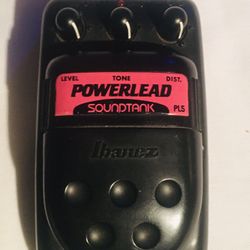 LEVEL TONE DIST.
POWERLEAD
SOUNDTANK
PL5
Ibanez